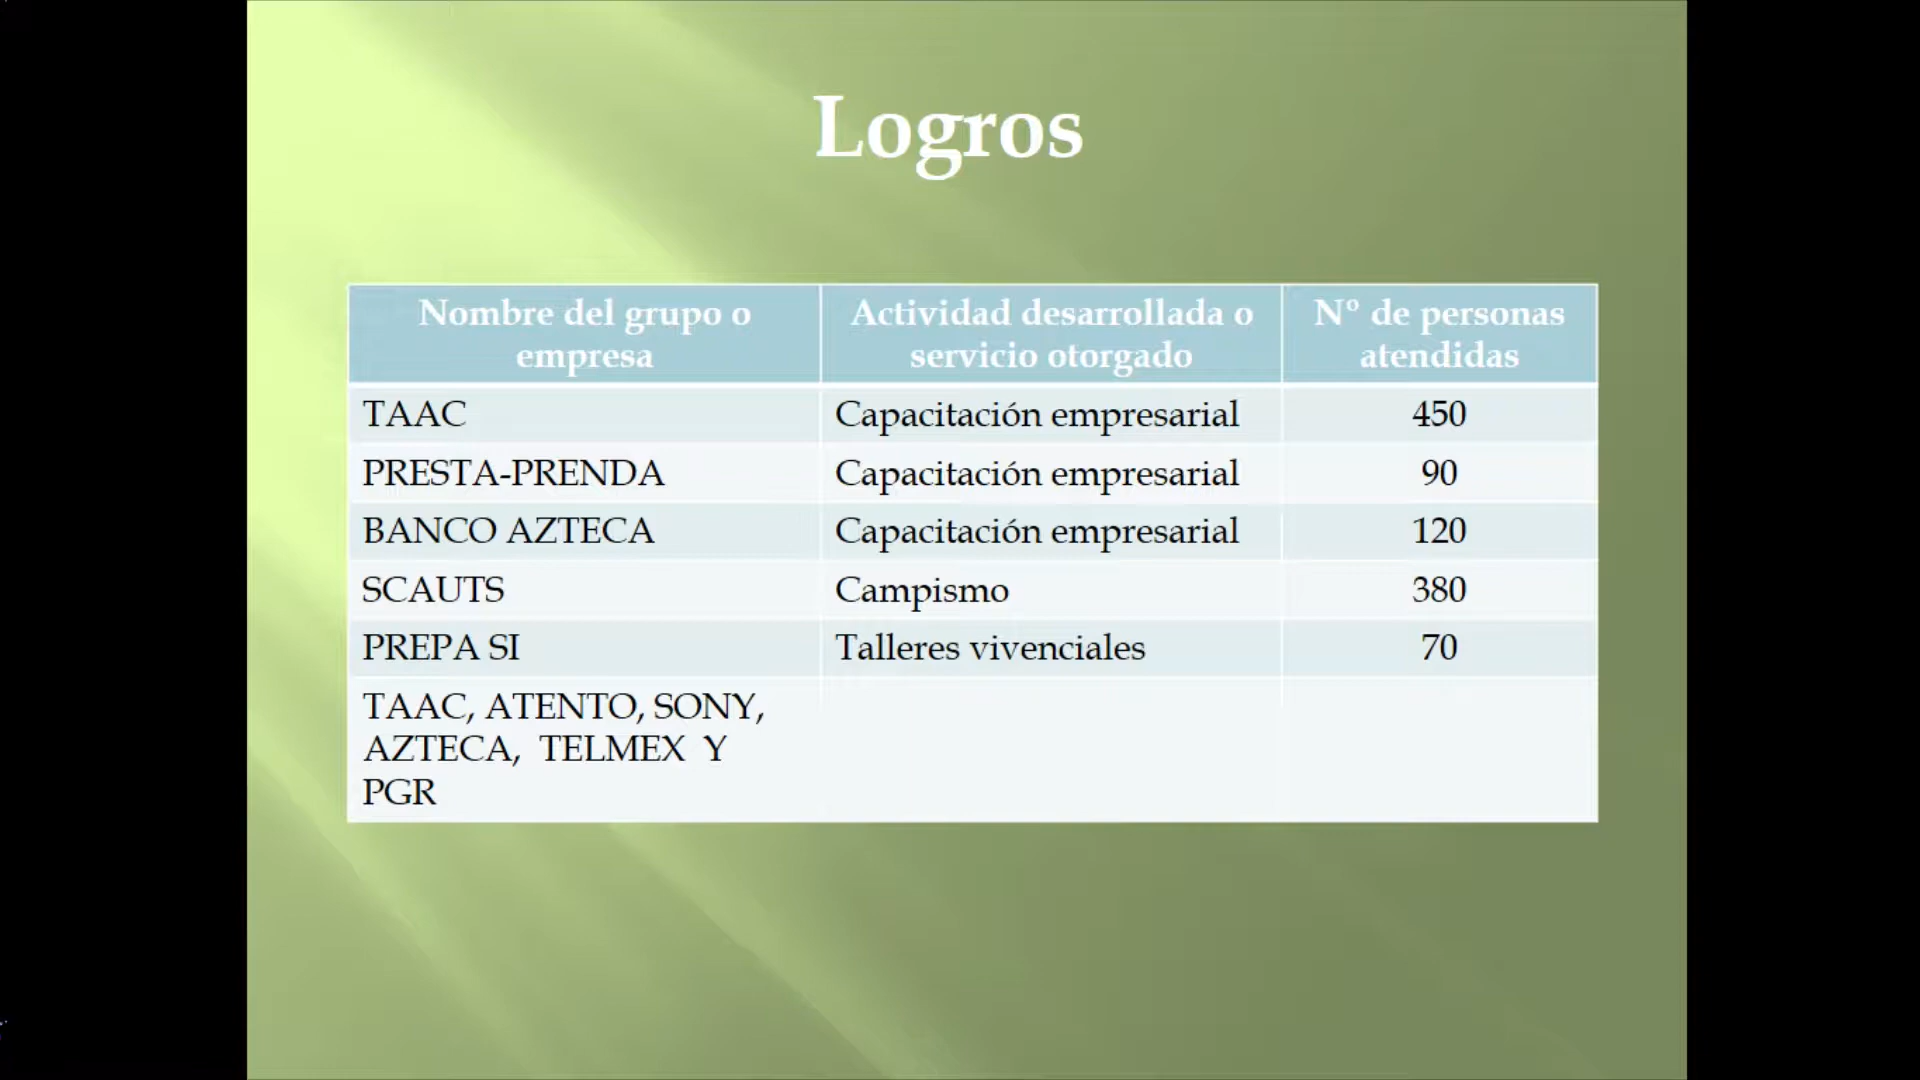 Logros
Nombre del grupo o
empresa
Actividad desarrollada o
servicio otorgado
Nº de personas
atendidas
TAAC Capacitación empresarial 450
PRESTA-PRENDA Capacitación empresarial 90
BANCO AZTECA Capacitación empresarial 120
SCAUTS Campismo 380
PREPA SI Talleres vivenciales 70
TAAC, ATENTO, SONY,
AZTECA, TELMEX Y
PGR